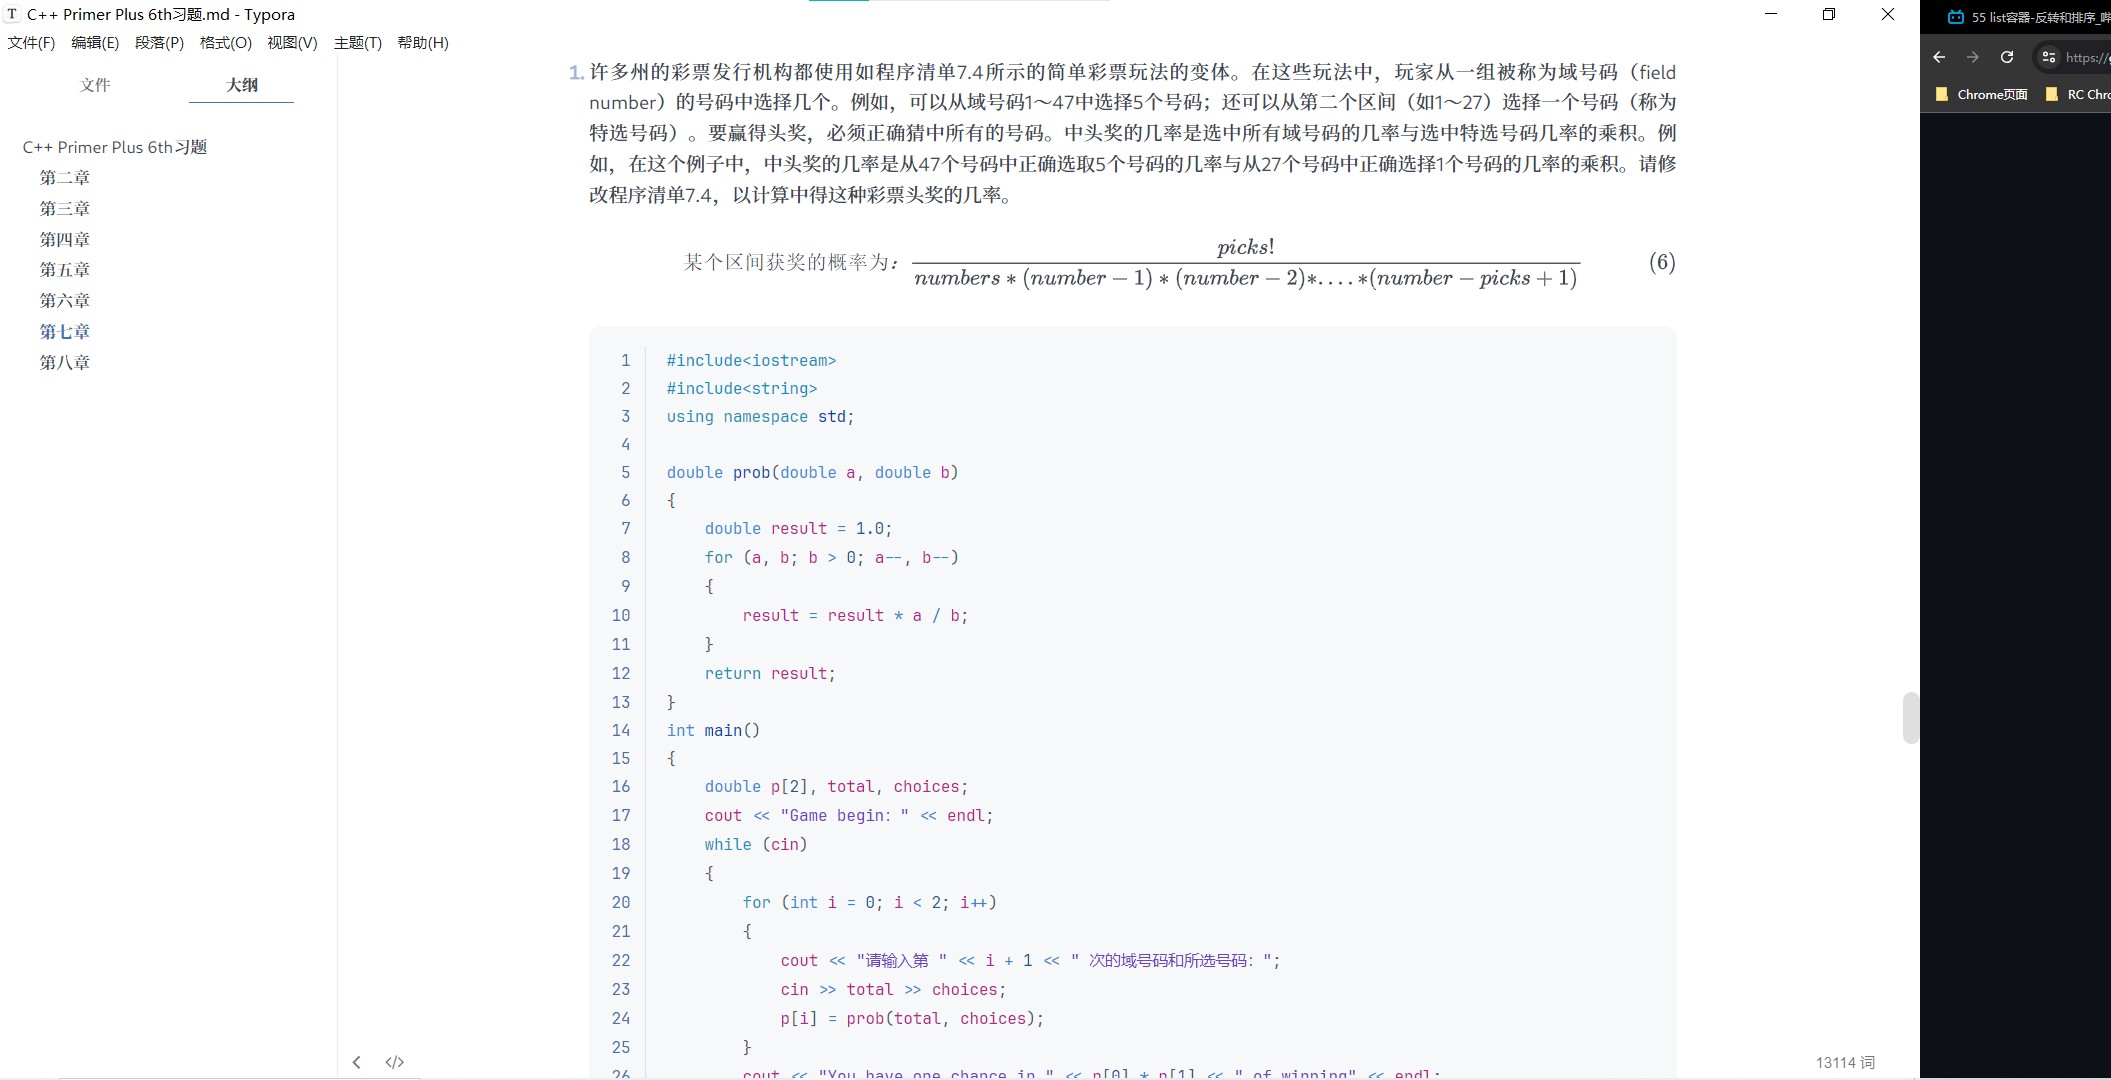 C++ Primer Plus 6th习题.md - Typora
文件(F) 编辑(E) 段落(P) 格式(O) 视图(V) 主题(T) 帮助(H)
文件 大纲
C++ Primer Plus 6th习题
第二章
第三章
第四章
第五章
第六章
第七章
第八章
1. 许多州的彩票发行机构都使用如程序清单7.4所示的简单彩票玩法的变体。在这些玩法中，玩家从一组被称为域号码（field
number）的号码中选择几个。例如，可以从域号码1～47中选择5个号码；还可以从第二个区间（如1～27）选择一个号码（称为
特选号码）。要赢得头奖，必须正确猜中所有的号码。中头奖的几率是选中所有域号码的几率与选中特选号码几率的乘积。例
如，在这个例子中，中头奖的几率是从47个号码中正确选取5个号码的几率与从27个号码中正确选择1个号码的几率的乘积。请修
改程序清单7.4，以计算中得这种彩票头奖的几率。
picks!
某个区间获奖的概率为： (6)
numbers * (number − 1) * (number − 2)*....*(number − picks + 1)
1 #include<iostream>
2 #include<string>
3 using namespace std;
4
5 double prob(double a, double b)
6 {
7 double result = 1.0;
8 for (a, b; b > 0; a--, b--)
9 {
10 result = result * a / b;
11 }
12 return result;
13 }
14 int main()
15 {
16 double p[2], total, choices;
17 cout << "Game begin: " << endl;
18 while (cin)
19 {
20 for (int i = 0; i < 2; i++)
21 {
22 cout << "请输入第 " << i + 1 << " 次的域号码和所选号码: ";
23 cin >> total >> choices;
24 p[i] = prob(total, choices);
25 }
26 cout << "You have one chance in " << p[0] * p[1] << " of winning" << endl;
</> 13114 词
55 list容器-反转和排序_哔
https://
Chrome页面 RC Chr